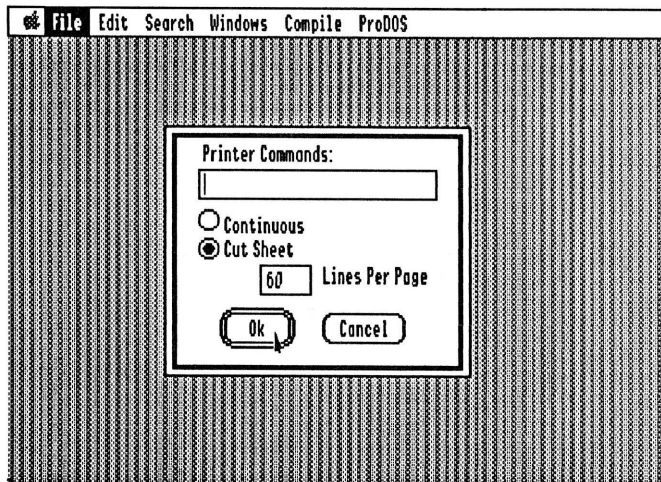 File Edit Search Windows Compile ProDOS
Printer Commands:
Continuous
Cut Sheet
60 Lines Per Page
Ok Cancel